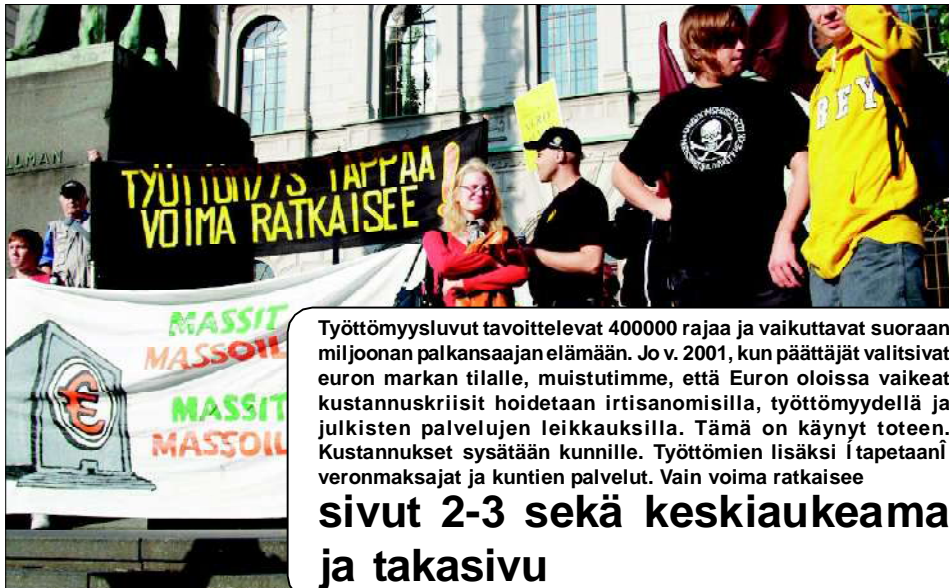 LLMAN
TYÖTTÖMYYS TAPPAA!
VOIMA RATKAISEE
MASSIT
MASSOIL
MASSIT
MASSOIL
€
BEY
Työttömyysluvut tavoittelevat 400000 rajaa ja vaikuttavat suoraan
miljoonan palkansaajan elämään. Jo v. 2001, kun päättäjät valitsivat
euron markan tilalle, muistutimme, että Euron oloissa vaikeat
kustannuskriisit hoidetaan irtisanomisilla, työttömyydellä ja
julkisten palvelujen leikkauksilla. Tämä on käynyt toteen.
Kustannukset sysätään kunnille. Työttömien lisäksi Í tapetaanÎ
veronmaksajat ja kuntien palvelut. Vain voima ratkaisee
sivut 2-3 sekä keskiaukeama
ja takasivu